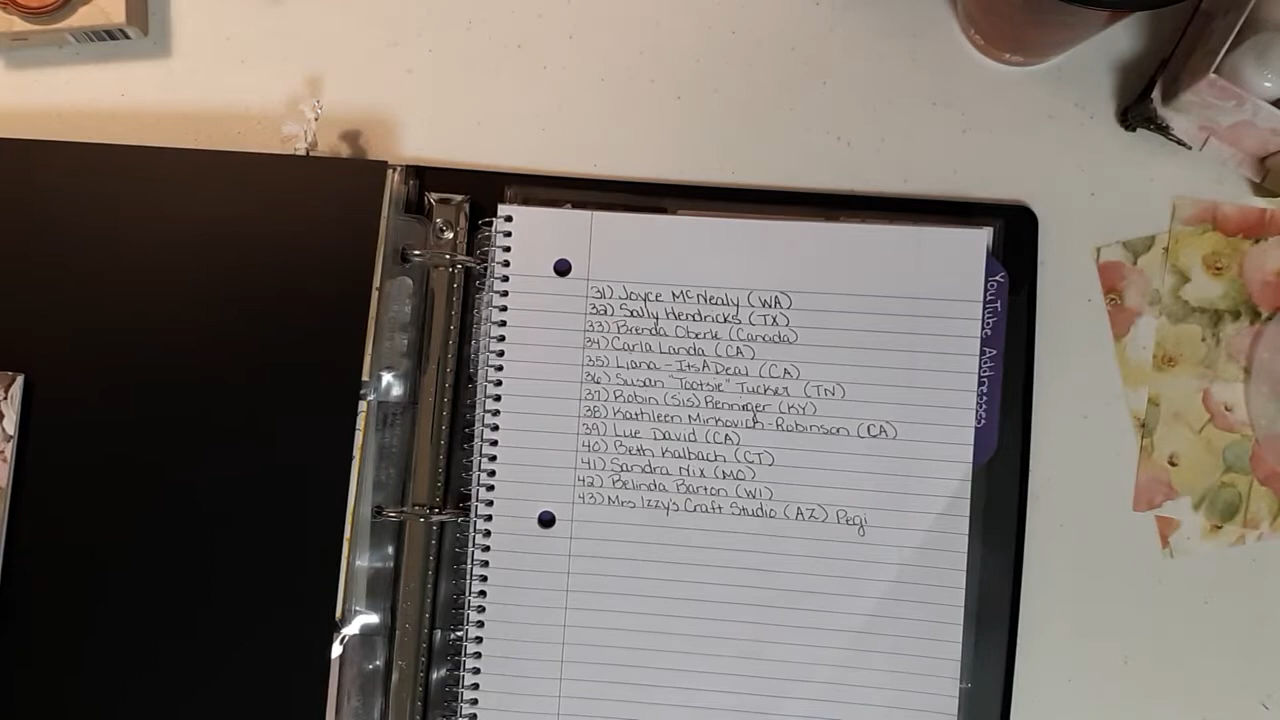 31) Joyce McNealy (WA)
32) Sally Hendricks (TX)
33) Brenda Oberle (Canada)
34) Carla Landa (CA)
35) Liana - ItsADeal (CA)
36) Susan "Tootsie" Tucker (TN)
37) Robin (Sis) Renniger (KY)
38) Kathleen Mirkovich-Robinson (CA)
39) Lue David (CA)
40) Beth Kalbach (CT)
41) Sandra Nix (MO)
42) Belinda Barton (WI)
43) Mrs Izzy's Craft Studio (AZ) Pegi
YouTube Addresses